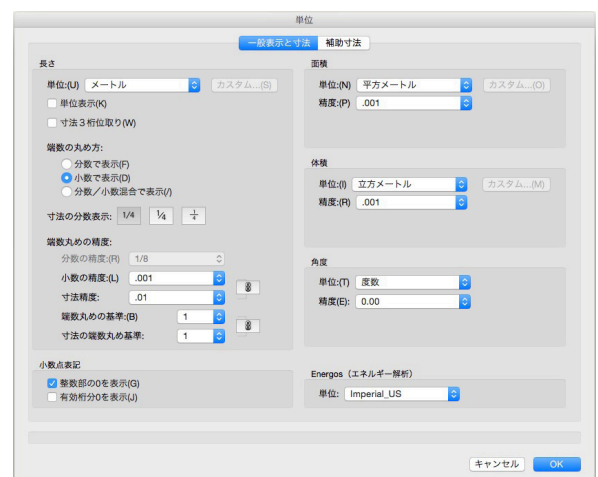 単位
一般表示と寸法
補助寸法
長さ
単位:(U) メートル カスタム...(S)
単位表示(K)
寸法3桁位取り(W)
端数の丸め方:
分数で表示(F)
小数で表示(D)
分数／小数混合で表示(/)
寸法の分数表示: 1/4 1/4 1/4
端数丸めの精度:
分数の精度:(R) 1/8
小数の精度:(L) .001
寸法精度: .01
端数丸めの基準:(B) 1
寸法の端数丸め基準: 1
小数点表記
整数部の0を表示(G)
有効桁分0を表示(J)
面積
単位:(N) 平方メートル カスタム...(O)
精度:(P) .001
体積
単位:(I) 立方メートル カスタム...(M)
精度:(R) .001
角度
単位:(T) 度数
精度(E): 0.00
Energos（エネルギー解析）
単位: Imperial_US
キャンセル
OK